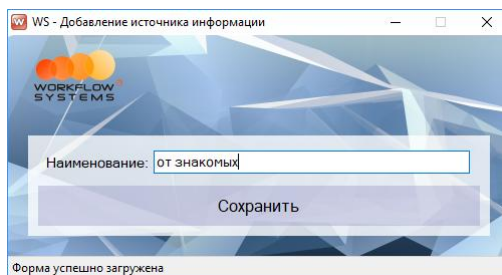 WS - Добавление источника информации
WORKFLOW
SYSTEMS
Наименование: от знакомых
Сохранить
Форма успешно загружена